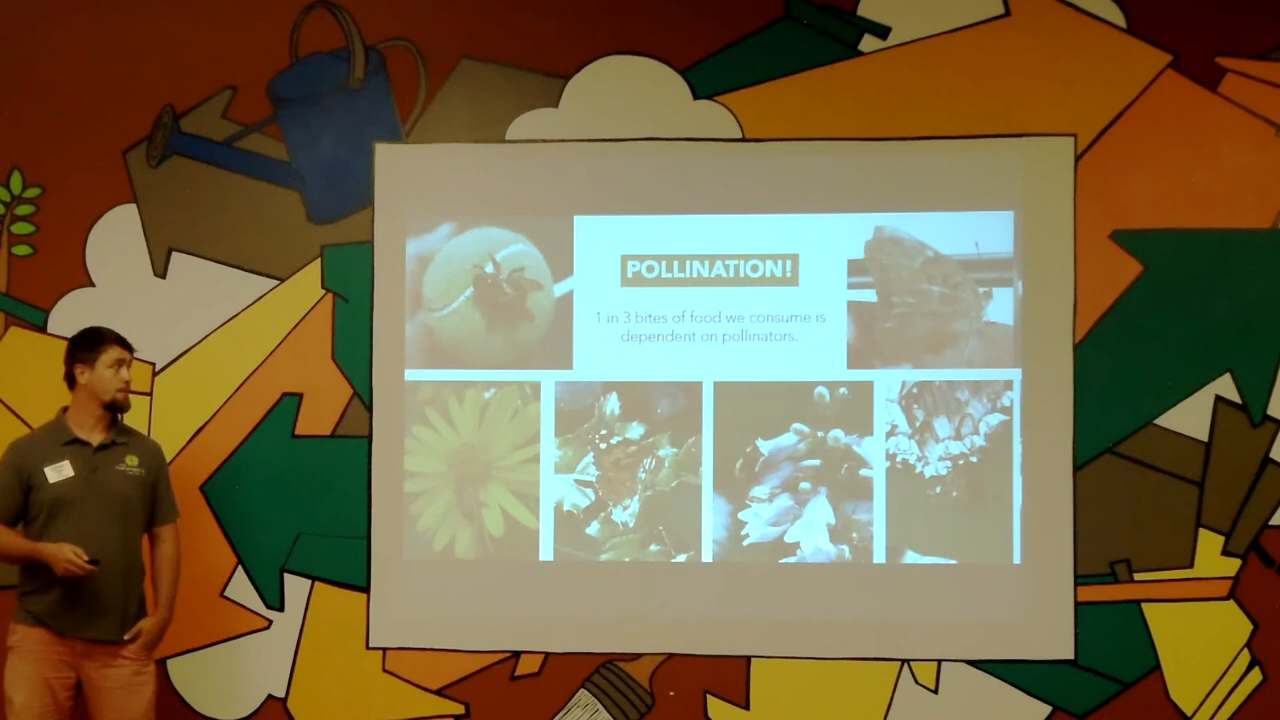 POLLINATION!
1 in 3 bites of food we consume is
dependent on pollinators.